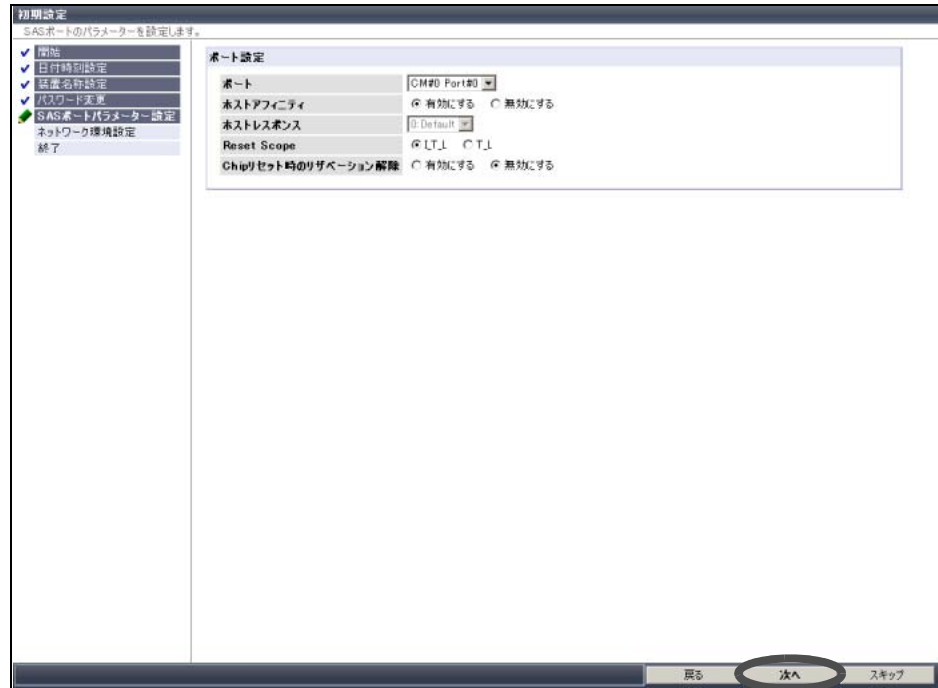 初期設定
SASポートのパラメーターを設定します。
開始
日付時刻設定
装置名称設定
パスワード変更
SASポートパラメーター設定
ネットワーク環境設定
終了
ポート設定
ポート CM#0 Port#0
ホストアフィニティ 有効にする 無効にする
ホストレスポンス 0:Default
Reset Scope I_T_L T_L
Chipリセット時のリザベーション解除 有効にする 無効にする
戻る 次へ スキップ